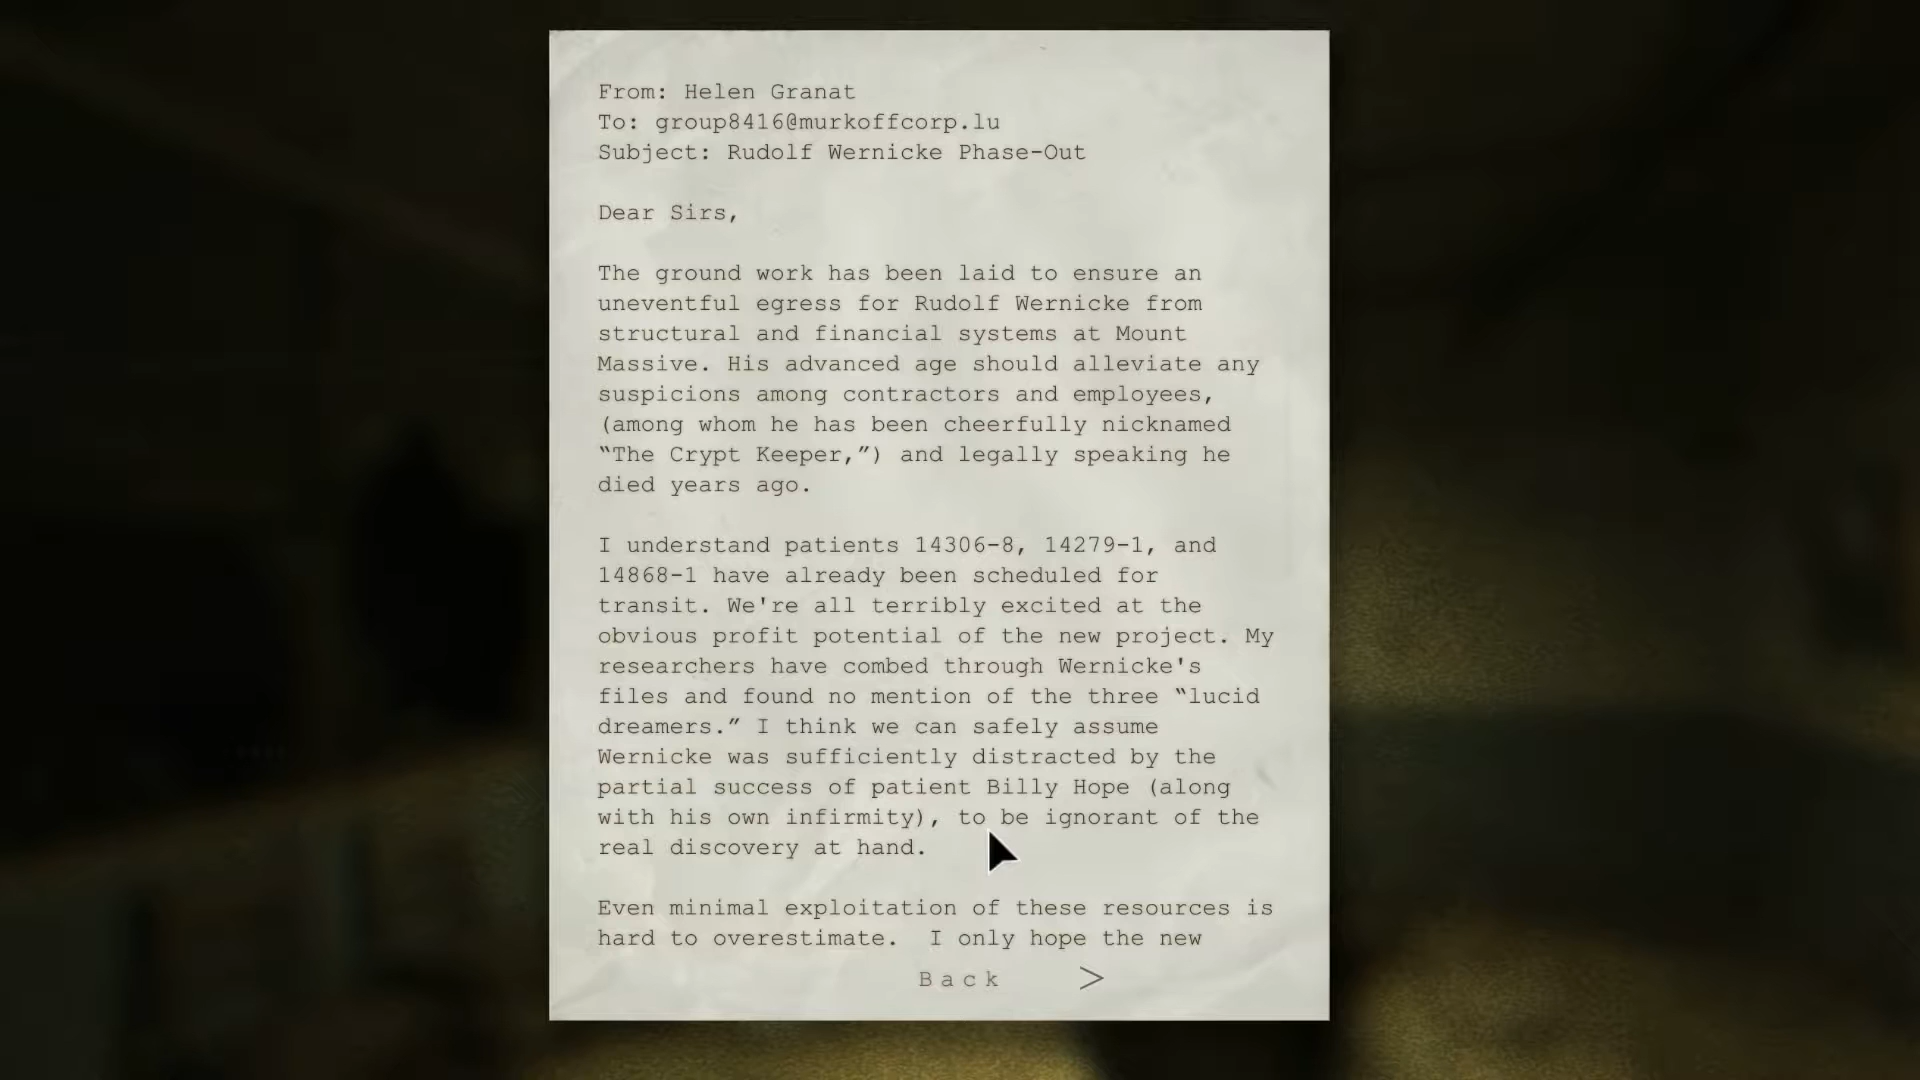 From: Helen Granat
To: group8416@murkoffcorp.lu
Subject: Rudolf Wernicke Phase-Out
Dear Sirs,
The ground work has been laid to ensure an
uneventful egress for Rudolf Wernicke from
structural and financial systems at Mount
Massive. His advanced age should alleviate any
suspicions among contractors and employees,
(among whom he has been cheerfully nicknamed
“The Crypt Keeper,”) and legally speaking he
died years ago.
I understand patients 14306-8, 14279-1, and
14868-1 have already been scheduled for
transit. We're all terribly excited at the
obvious profit potential of the new project. My
researchers have combed through Wernicke's
files and found no mention of the three “lucid
dreamers.” I think we can safely assume
Wernicke was sufficiently distracted by the
partial success of patient Billy Hope (along
with his own infirmity), to be ignorant of the
real discovery at hand.
Even minimal exploitation of these resources is
hard to overestimate.  I only hope the new
Back >